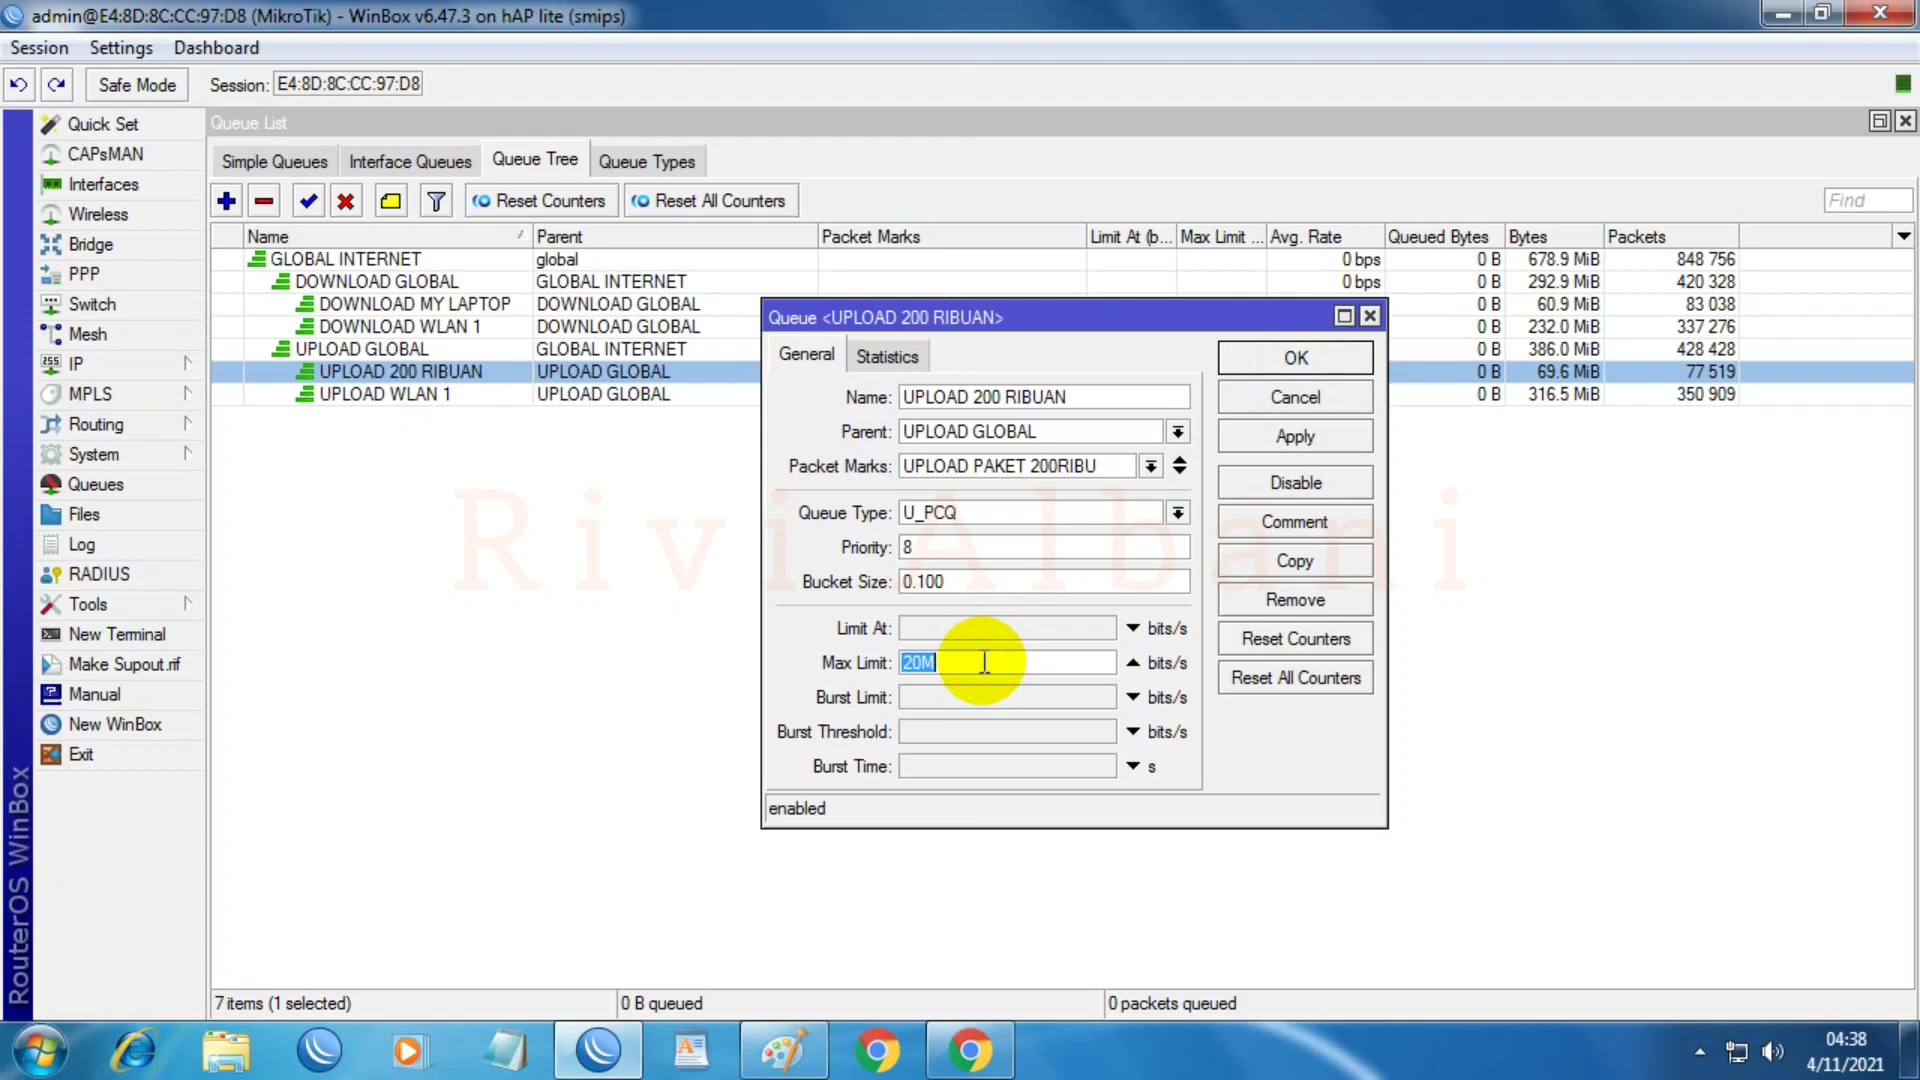 admin@E4:8D:8C:CC:97:D8 (MikroTik) - WinBox v6.47.3 on hAP lite (smips)
Session Settings Dashboard
Safe Mode Session: E4:8D:8C:CC:97:D8
Quick Set
CAPsMAN
Interfaces
Wireless
Bridge
PPP
Switch
Mesh
IP
MPLS
Routing
System
Queues
Files
Log
RADIUS
Tools
New Terminal
Make Supout.rif
Manual
New WinBox
Exit
RouterOS WinBox
Queue List
Simple Queues Interface Queues Queue Tree Queue Types
Reset Counters Reset All Counters Find
Name Parent Packet Marks Limit At (b... Max Limit ... Avg. Rate Queued Bytes Bytes Packets
GLOBAL INTERNET global 0 bps 0 B 678.9 MiB 848 756
DOWNLOAD GLOBAL GLOBAL INTERNET 0 bps 0 B 292.9 MiB 420 328
DOWNLOAD MY LAPTOP DOWNLOAD GLOBAL 0 B 60.9 MiB 83 038
DOWNLOAD WLAN 1 DOWNLOAD GLOBAL 0 B 232.0 MiB 337 276
UPLOAD GLOBAL GLOBAL INTERNET 0 B 386.0 MiB 428 428
UPLOAD 200 RIBUAN UPLOAD GLOBAL 0 B 69.6 MiB 77 519
UPLOAD WLAN 1 UPLOAD GLOBAL 0 B 316.5 MiB 350 909
Queue <UPLOAD 200 RIBUAN>
General Statistics
Name: UPLOAD 200 RIBUAN
Parent: UPLOAD GLOBAL
Packet Marks: UPLOAD PAKET 200RIBU
Queue Type: U_PCQ
Priority: 8
Bucket Size: 0.100
Limit At: bits/s
Max Limit: 20M bits/s
Burst Limit: bits/s
Burst Threshold: bits/s
Burst Time: s
enabled
OK
Cancel
Apply
Disable
Comment
Copy
Remove
Reset Counters
Reset All Counters
Rivi Albani
7 items (1 selected) 0 B queued 0 packets queued
04:38
4/11/2021